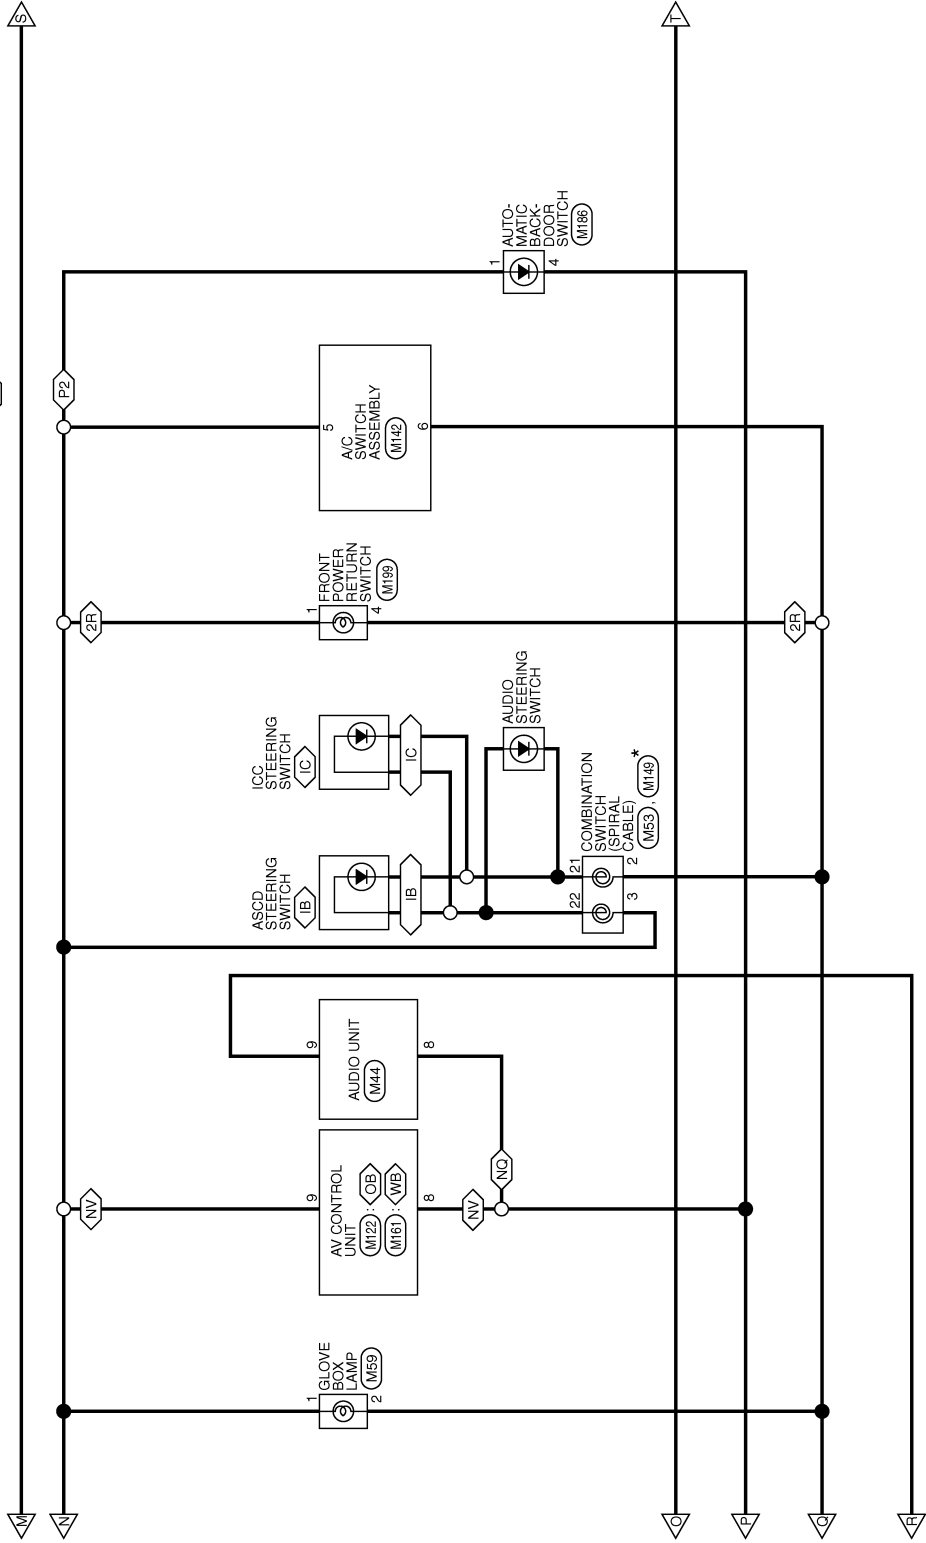 S
T
P2
1
AUTO-
MATIC
BACK-
DOOR
SWITCH
M186
4
5
A/C
SWITCH
ASSEMBLY
M142
6
2R
1
FRONT
POWER
RETURN
SWITCH
M199
4
2R
ICC
STEERING
SWITCH
IC
IC
AUDIO
STEERING
SWITCH
ASCD
STEERING
SWITCH
IB
IB
COMBINATION
SWITCH
(SPIRAL
CABLE)
M53 , M149 *
21
22
2
3
9
AUDIO UNIT
M44
8
NQ
NV
9
AV CONTROL
UNIT
M122 : OB
M161 : WB
8
NV
1
GLOVE
BOX
LAMP
M59
2
M
N
O
P
Q
R